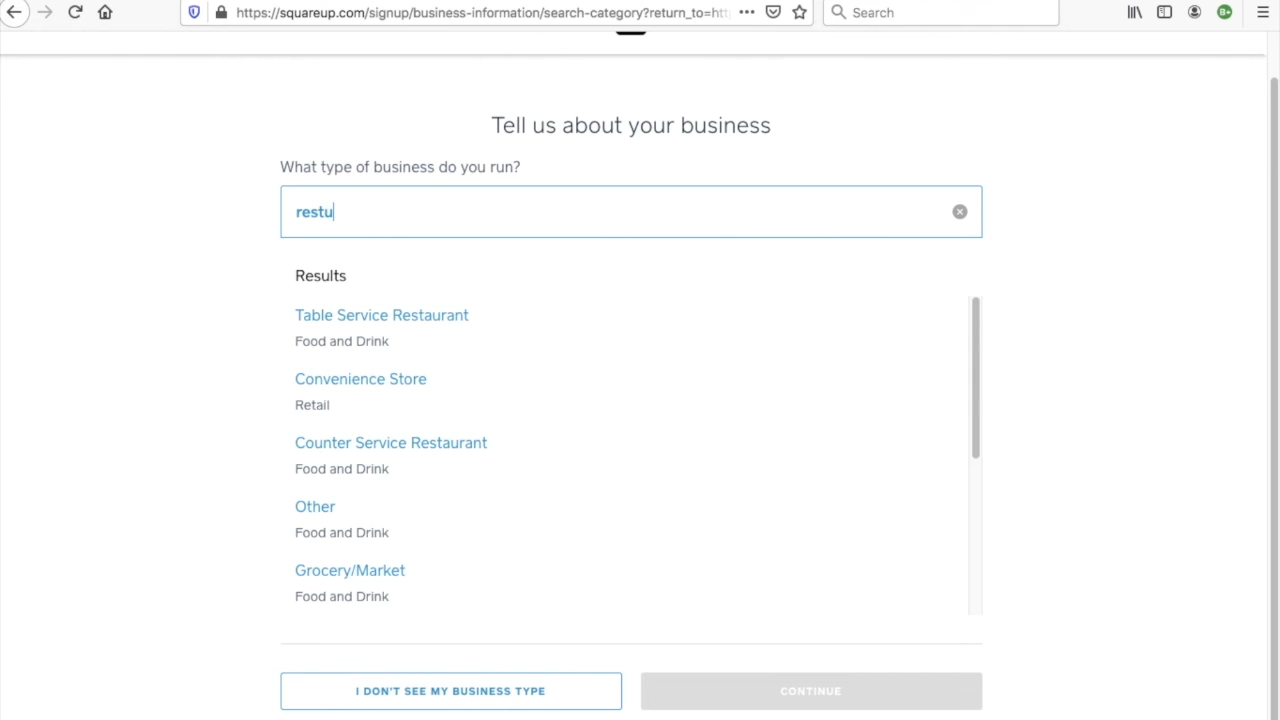 https://squareup.com/signup/business-information/search-category?return_to=htt
Search
Tell us about your business
What type of business do you run?
restu
Results
Table Service Restaurant
Food and Drink
Convenience Store
Retail
Counter Service Restaurant
Food and Drink
Other
Food and Drink
Grocery/Market
Food and Drink
I DON'T SEE MY BUSINESS TYPE
CONTINUE